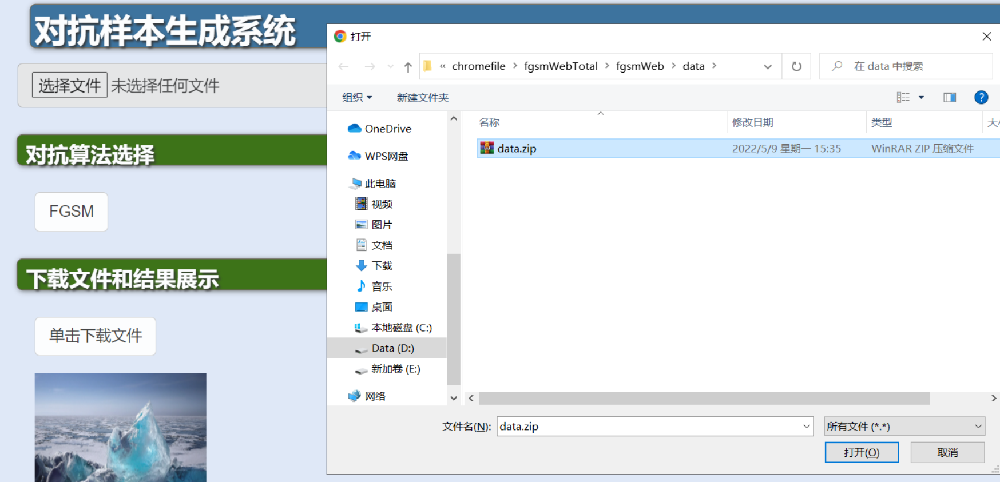 对抗样本生成系统
选择文件 未选择任何文件
对抗算法选择
FGSM
下载文件和结果展示
单击下载文件
打开
« chromefile › fgsmWebTotal › fgsmWeb › data ›
在 data 中搜索
组织 新建文件夹
OneDrive
WPS网盘
此电脑
视频
图片
文档
下载
音乐
桌面
本地磁盘 (C:)
Data (D:)
新加卷 (E:)
网络
名称 修改日期 类型
data.zip 2022/5/9 星期一 15:35 WinRAR ZIP 压缩文件
文件名(N): data.zip
所有文件 (*.*)
打开(O) 取消